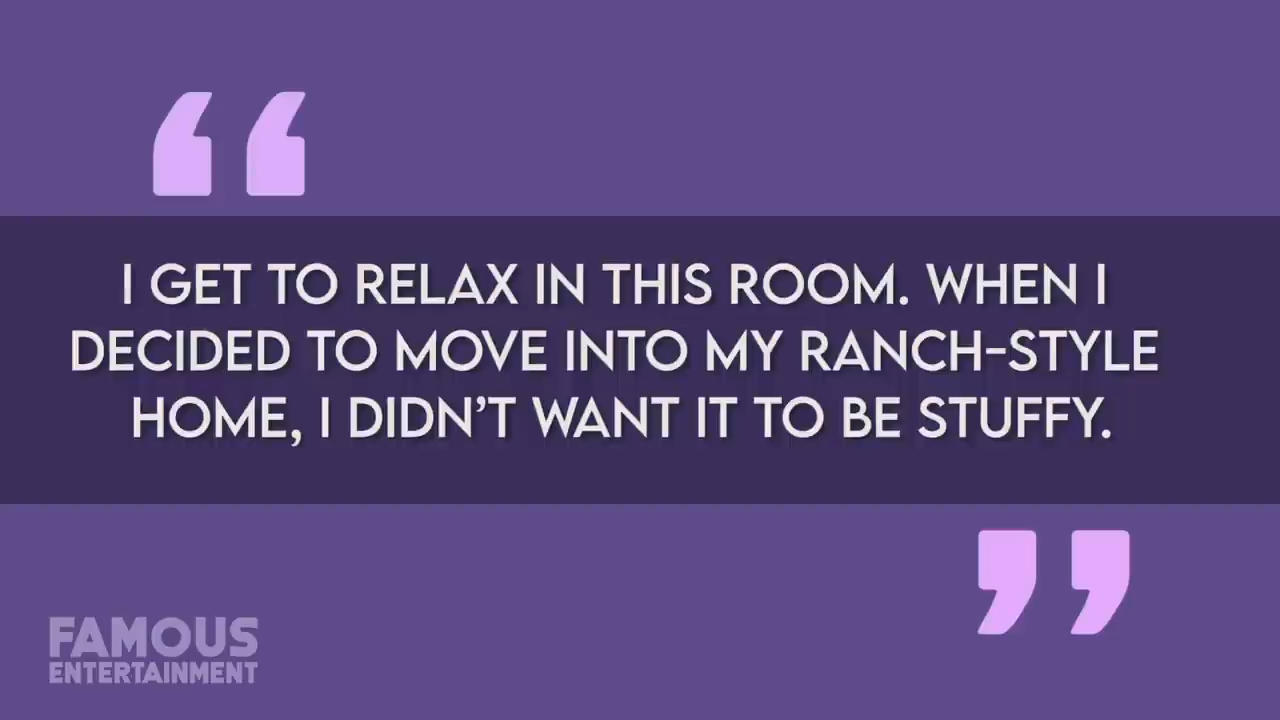 “
I GET TO RELAX IN THIS ROOM. WHEN I
DECIDED TO MOVE INTO MY RANCH-STYLE
HOME, I DIDN’T WANT IT TO BE STUFFY.
”
FAMOUS
ENTERTAINMENT